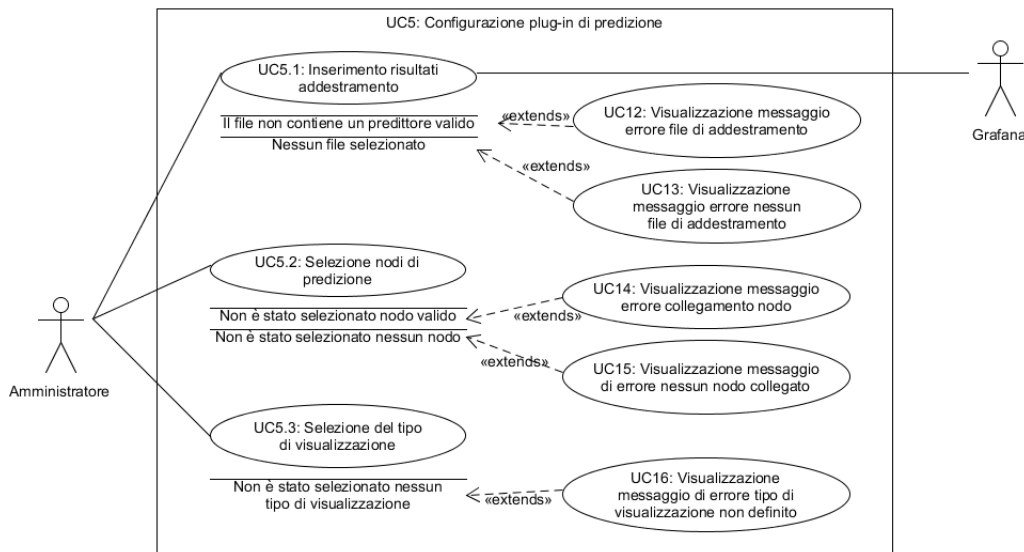 UC5: Configurazione plug-in di predizione
UC5.1: Inserimento risultati
addestramento
Il file non contiene un predittore valido
Nessun file selezionato
«extends»
UC12: Visualizzazione messaggio
errore file di addestramento
Grafana
«extends»
UC13: Visualizzazione
messaggio errore nessun
file di addestramento
UC5.2: Selezione nodi di
predizione
Non è stato selezionato nodo valido
Non è stato selezionato nessun nodo
«extends»
UC14: Visualizzazione messaggio
errore collegamento nodo
«extends»
UC15: Visualizzazione messaggio
di errore nessun nodo collegato
Amministratore
UC5.3: Selezione del tipo
di visualizzazione
Non è stato selezionato nessun
tipo di visualizzazione
«extends»
UC16: Visualizzazione
messaggio di errore tipo di
visualizzazione non definito